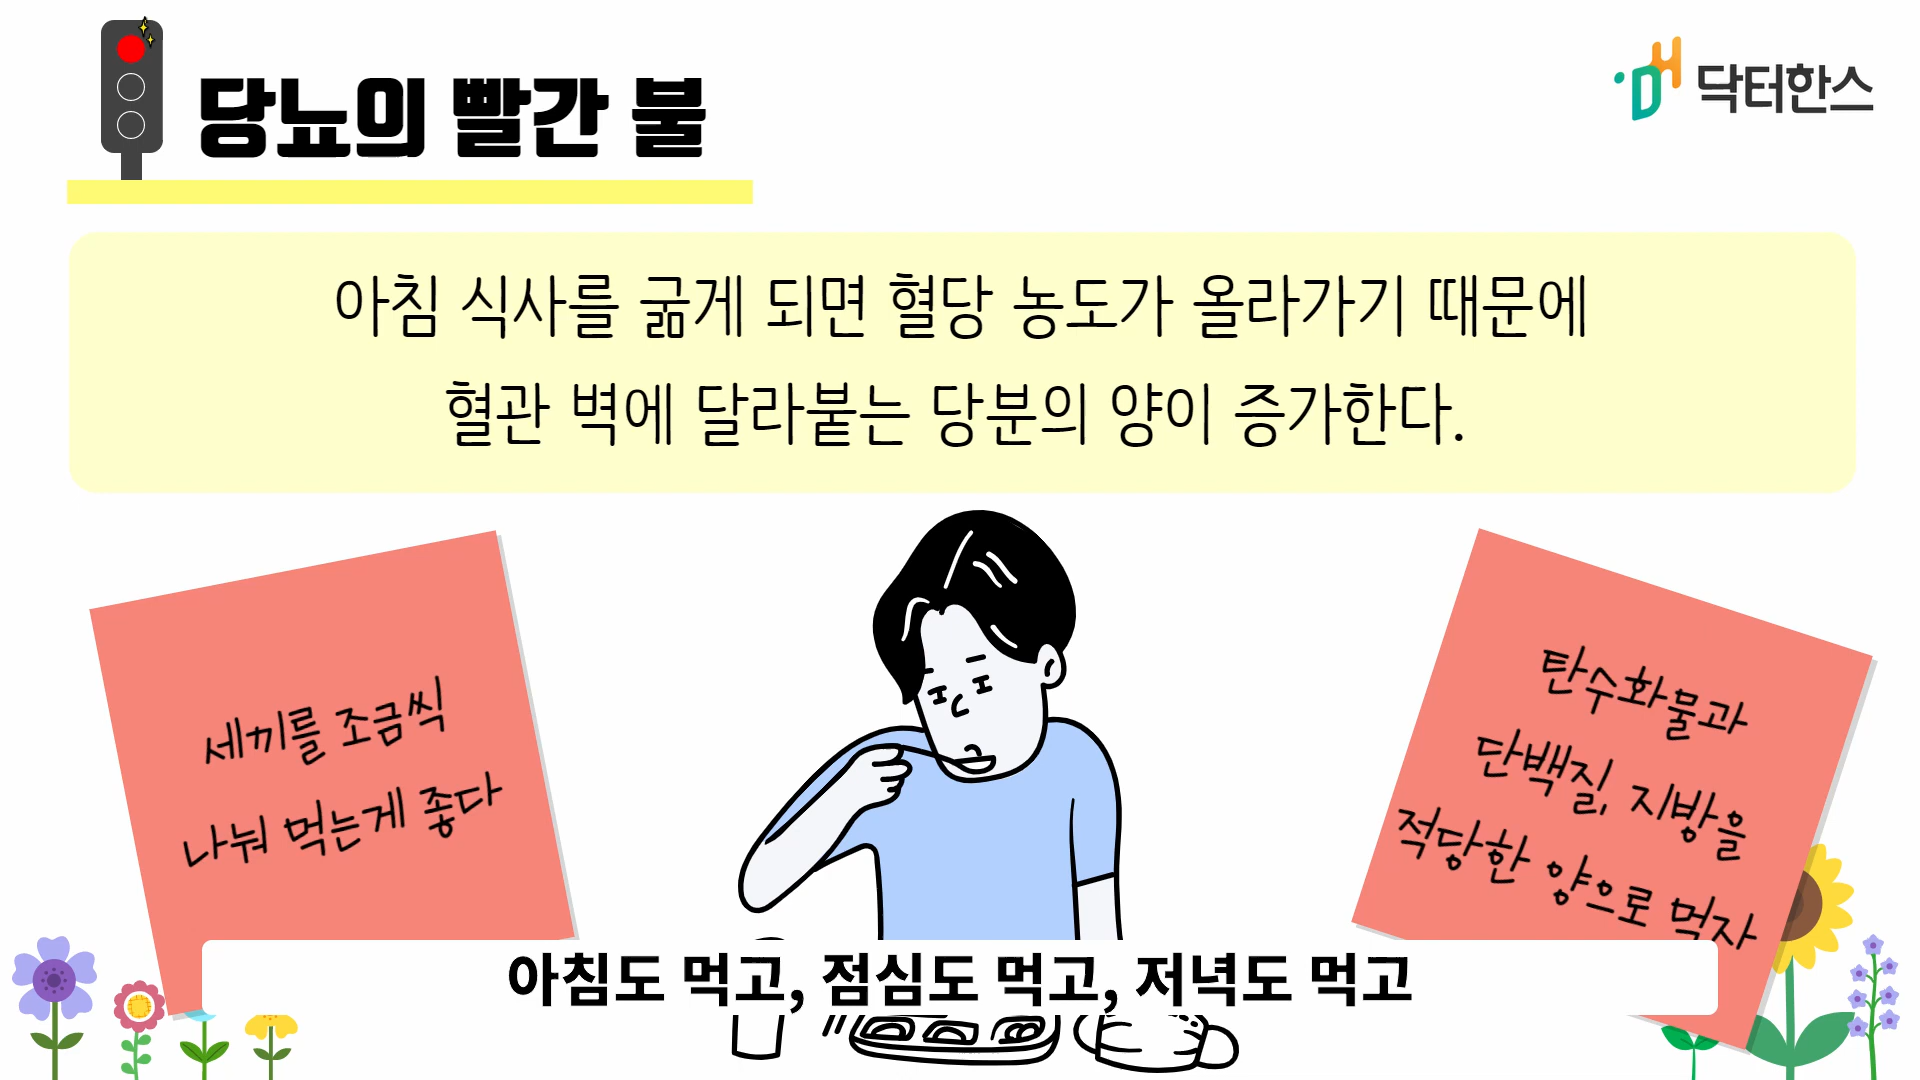 당뇨의 빨간 불
닥터한스
아침 식사를 굶게 되면 혈당 농도가 올라가기 때문에
혈관 벽에 달라붙는 당분의 양이 증가한다.
세끼를 조금씩
나눠 먹는게 좋다
탄수화물과
단백질, 지방을
적당한 양으로 먹자
아침도 먹고, 점심도 먹고, 저녁도 먹고